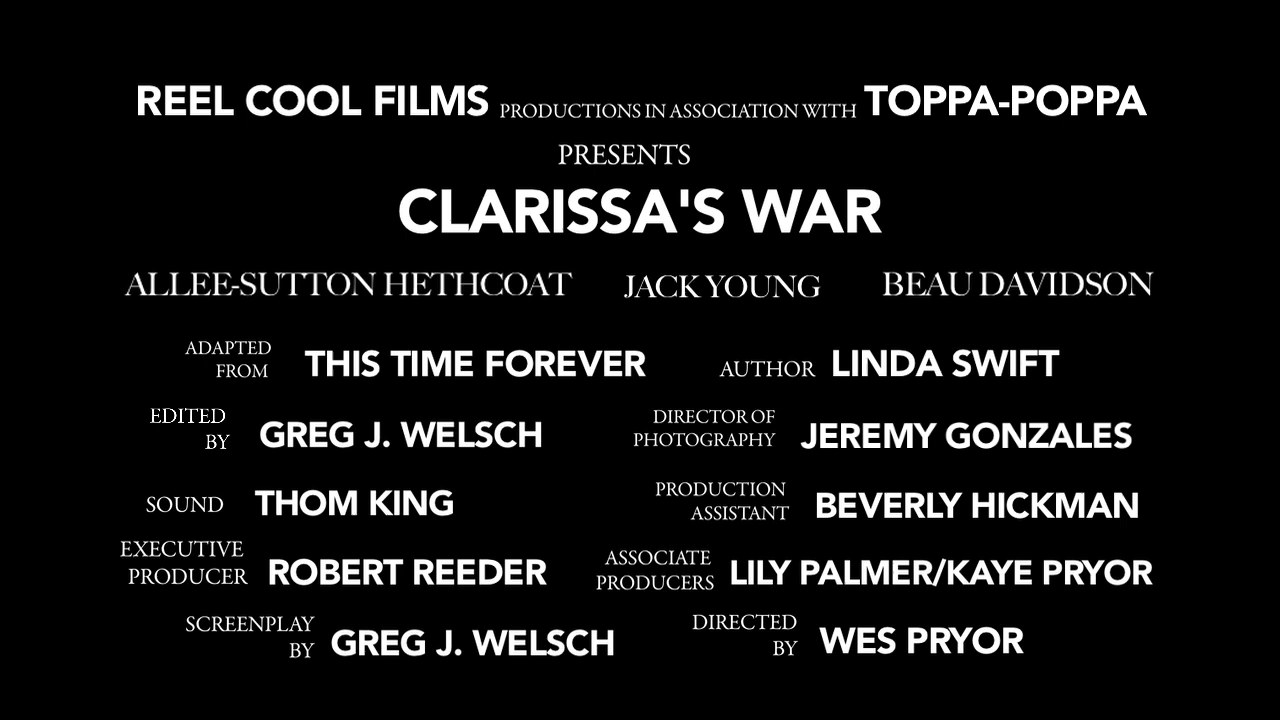 REEL COOL FILMS PRODUCTIONS IN ASSOCIATION WITH TOPPA-POPPA
PRESENTS
CLARISSA'S WAR
ALLEE-SUTTON HETHCOAT JACK YOUNG BEAU DAVIDSON
ADAPTED
FROM THIS TIME FOREVER
AUTHOR LINDA SWIFT
EDITED
BY GREG J. WELSCH
DIRECTOR OF
PHOTOGRAPHY JEREMY GONZALES
SOUND THOM KING
PRODUCTION
ASSISTANT BEVERLY HICKMAN
EXECUTIVE
PRODUCER ROBERT REEDER
ASSOCIATE
PRODUCERS LILY PALMER/KAYE PRYOR
SCREENPLAY
BY GREG J. WELSCH
DIRECTED
BY WES PRYOR